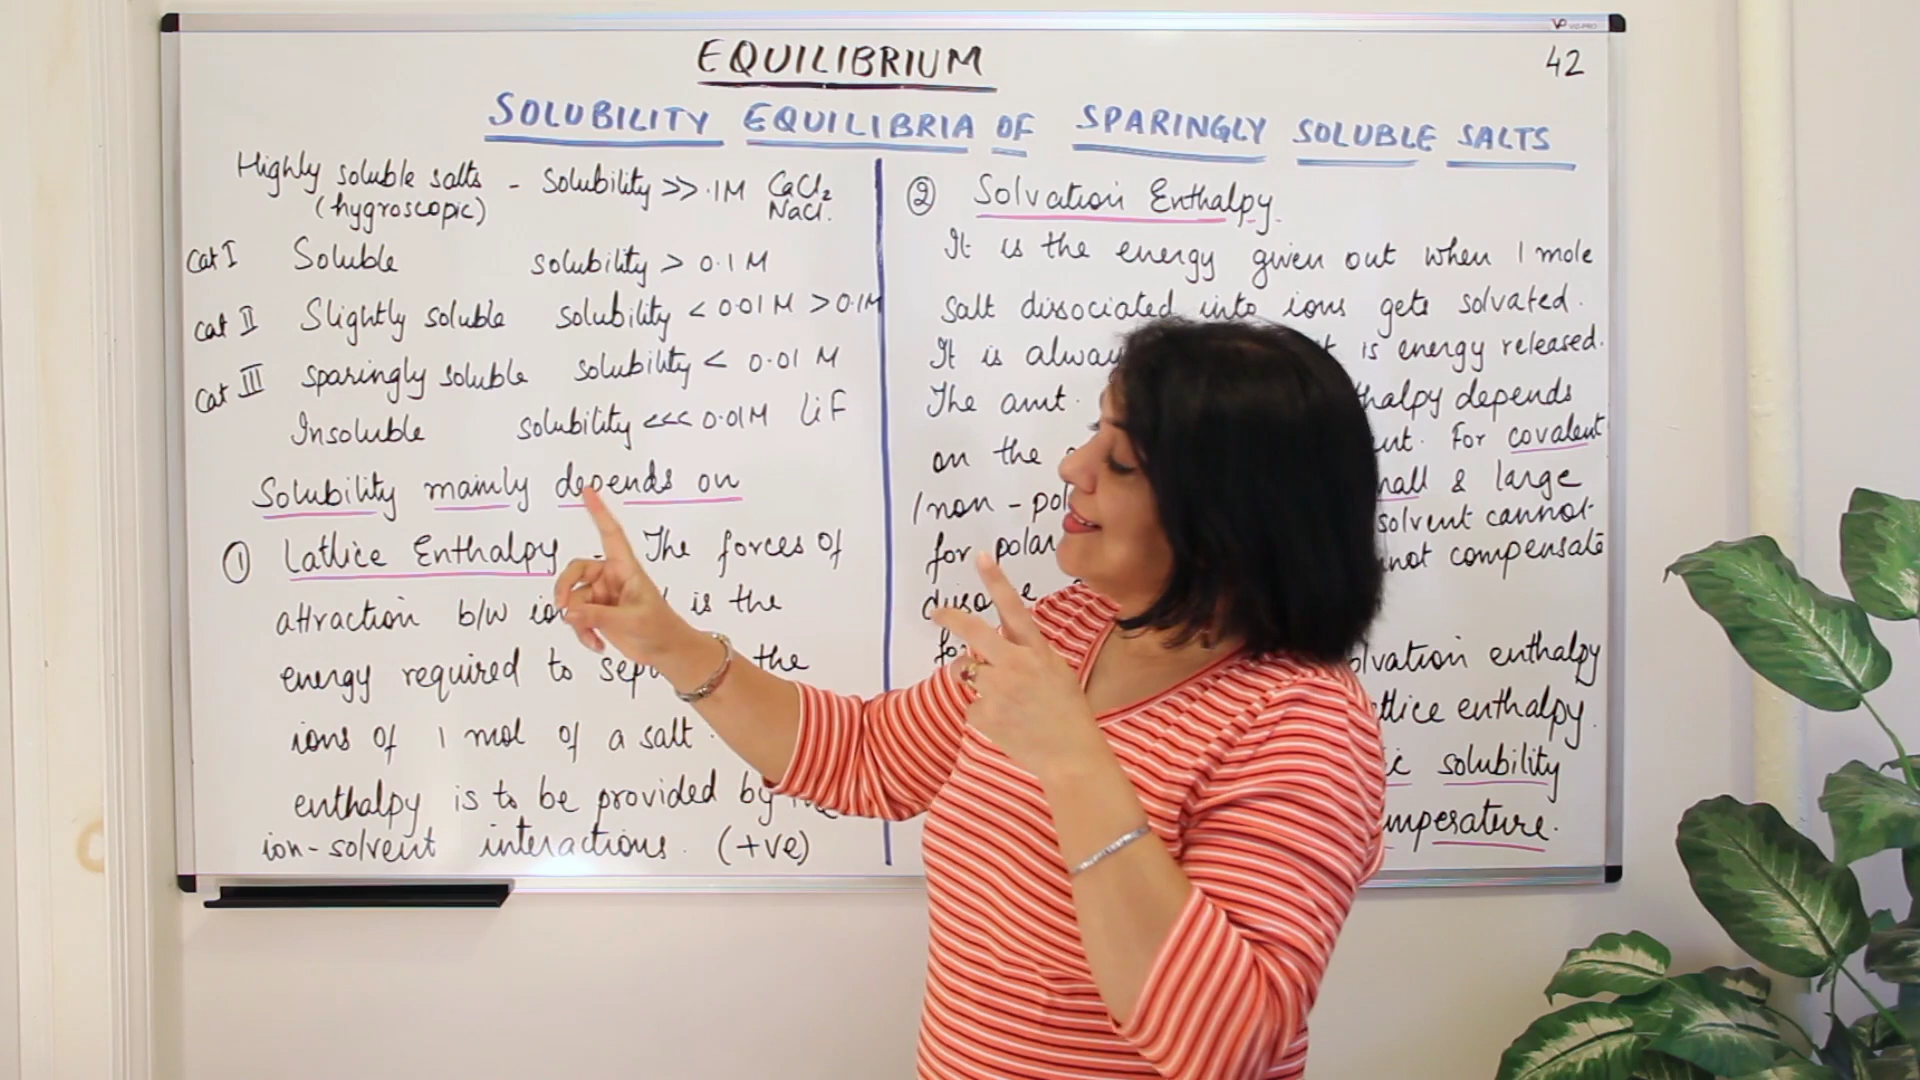 EQUILIBRIUM
42
SOLUBILITY EQUILIBRIA OF SPARINGLY SOLUBLE SALTS
Highly soluble salts - Solubility >> .1M CaCl₂
(hygroscopic) NaCl.
Cat I Soluble solubility > 0.1 M
Cat II Slightly soluble solubility < 0.01 M > 0.1M
Cat III Sparingly soluble solubility < 0.01 M
Insoluble solubility <<< 0.01M LiF
Solubility mainly depends on
① Lattice Enthalpy - The forces of
attraction b/w is the
energy required to the
ions of 1 mol of a salt
enthalpy is to be provided by
ion-solvent interactions. (+ve)
② Solvation Enthalpy.
It is the energy given out when 1 mole
salt dissociated into ions gets solvated.
It is is energy released.
The amt. depends
on the For covalent
/non - & large
for polar solvent cannot
compensate
enthalpy
enthalpy.
solubility